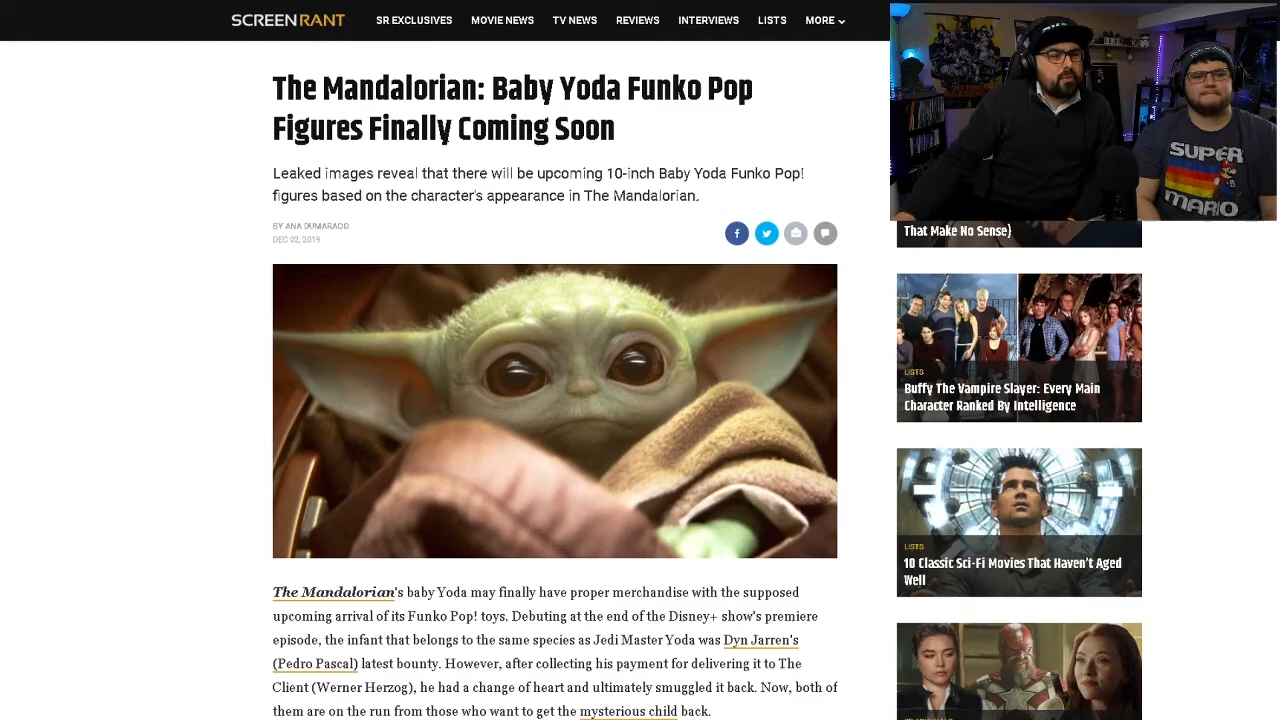 SCREENRANT
SR EXCLUSIVES MOVIE NEWS TV NEWS REVIEWS INTERVIEWS LISTS MORE
The Mandalorian: Baby Yoda Funko Pop
Figures Finally Coming Soon
Leaked images reveal that there will be upcoming 10-inch Baby Yoda Funko Pop!
figures based on the character's appearance in The Mandalorian.
BY ANA DUMARAOG
DEC 02, 2019
The Mandalorian's baby Yoda may finally have proper merchandise with the supposed
upcoming arrival of its Funko Pop! toys. Debuting at the end of the Disney+ show's premiere
episode, the infant that belongs to the same species as Jedi Master Yoda was Dyn Jarren's
(Pedro Pascal) latest bounty. However, after collecting his payment for delivering it to The
Client (Werner Herzog), he had a change of heart and ultimately smuggled it back. Now, both of
them are on the run from those who want to get the mysterious child back.
SUPER
MARIO
That Make No Sense)
LISTS
Buffy The Vampire Slayer: Every Main
Character Ranked By Intelligence
LISTS
10 Classic Sci-Fi Movies That Haven't Aged
Well